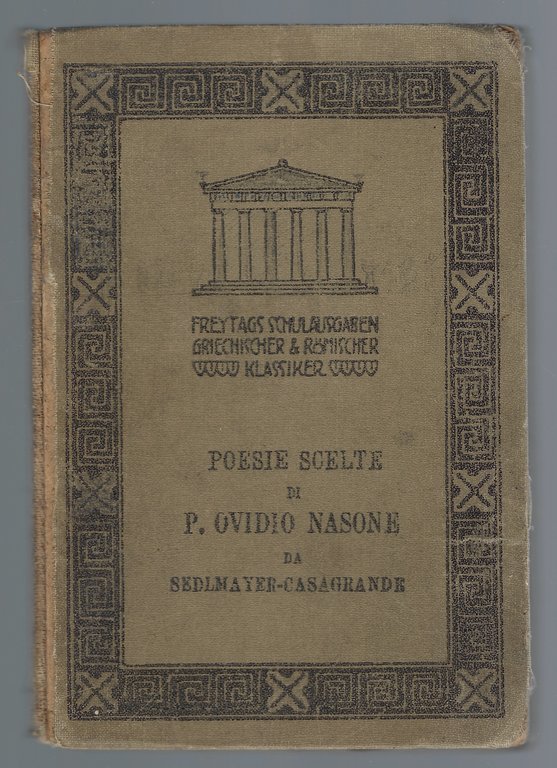 FREYTAGS SCHULAUSGABEN
GRIECHISCHER & RÖMISCHER
KLASSIKER
POESIE SCELTE
DI
P. OVIDIO NASONE
DA
SEDLMAYER-CASAGRANDE